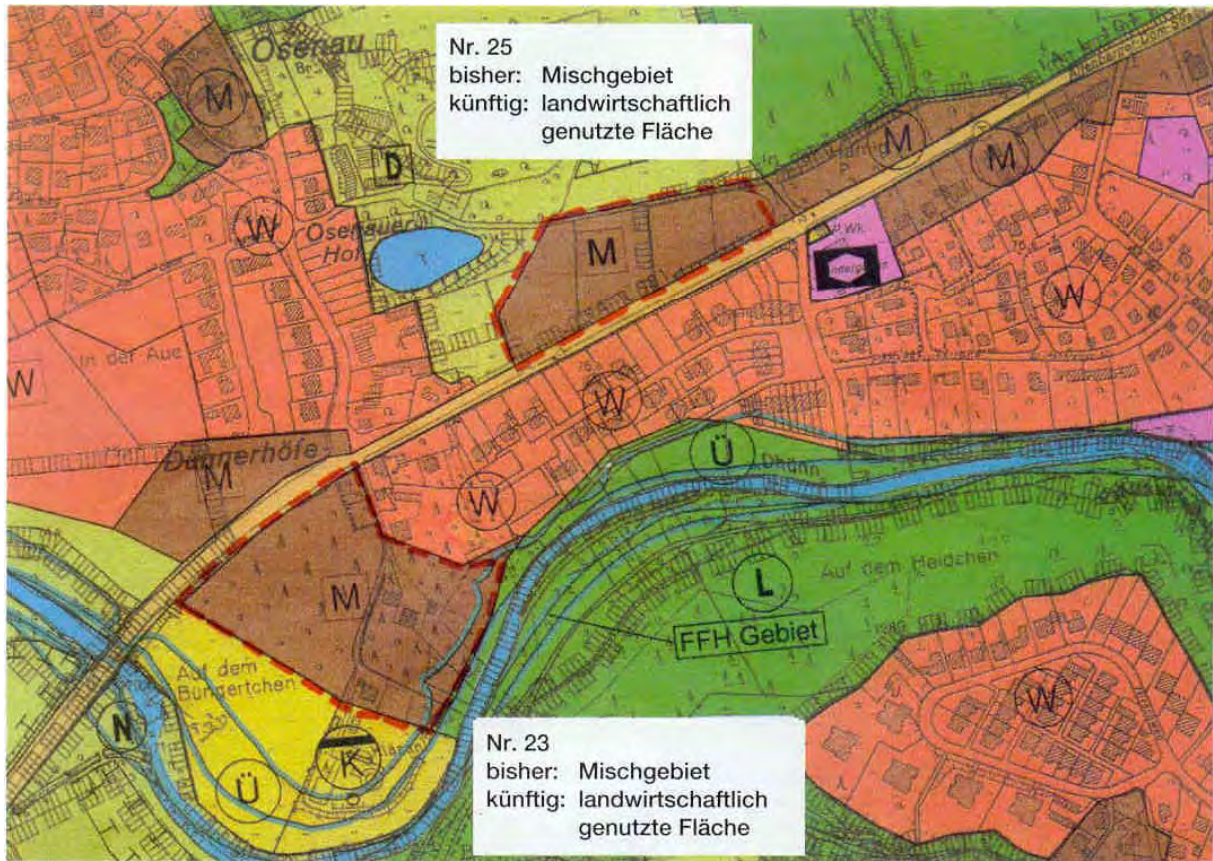 Osenau
Nr. 25
bisher: Mischgebiet
künftig: landwirtschaftlich
genutzte Fläche
M
M
M
D
W
Osenauer
Hof
M
W
W
In der Aue
W
M
Ü
Dhünn
W
M
L
Auf dem Heidchen
FFH Gebiet
Auf dem
Büngertchen
N
K
Ü
W
Nr. 23
bisher: Mischgebiet
künftig: landwirtschaftlich
genutzte Fläche